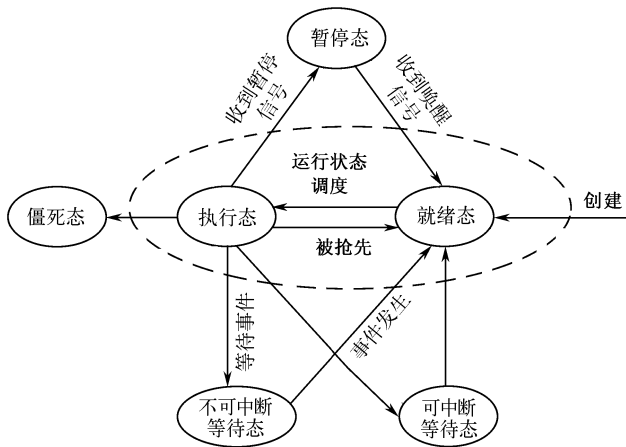 暂停态
收到暂停
信号
收到唤醒
信号
运行状态
调度
僵死态
执行态
就绪态
创建
被抢先
等待事件
事件发生
不可中断
等待态
可中断
等待态